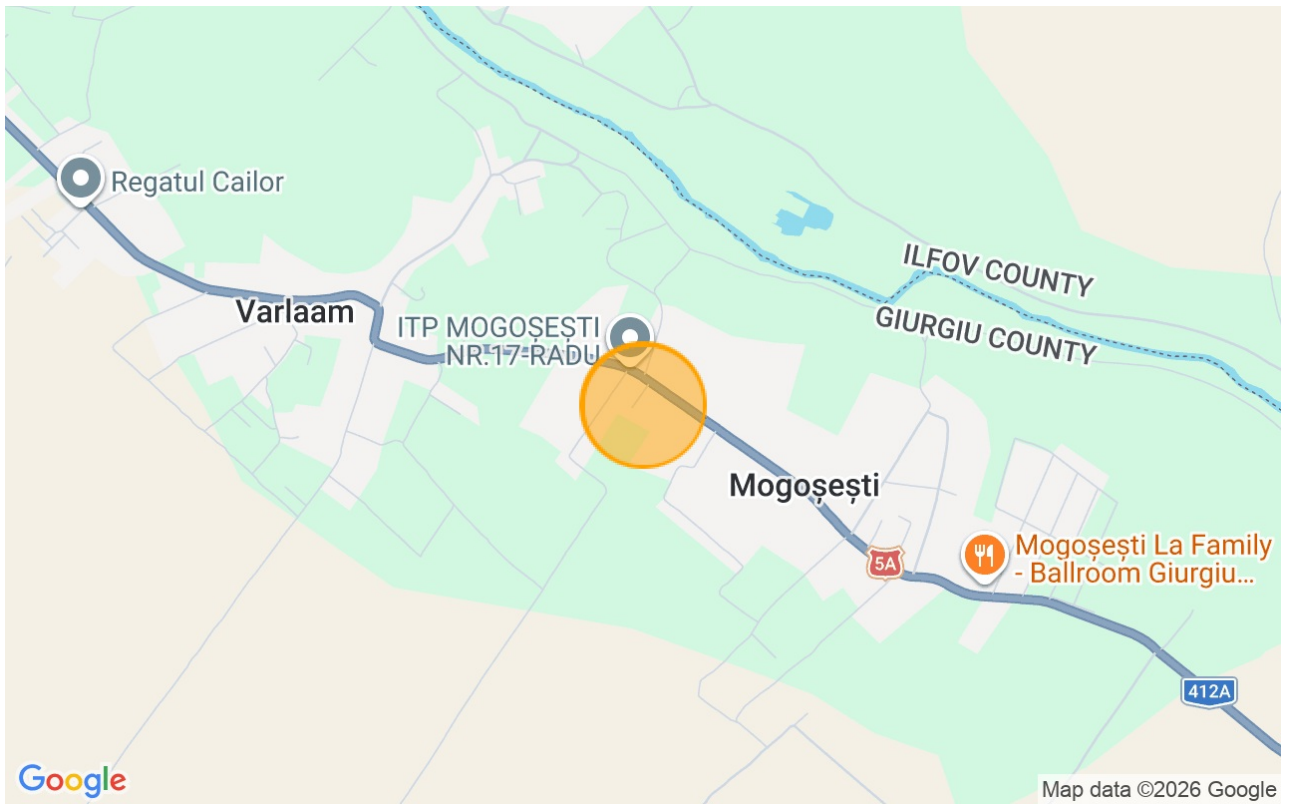 Regatul Cailor
ILFOV COUNTY
Varlaam
ITP MOGOȘEȘTI
NR.17-RADU
GIURGIU COUNTY
Mogoșești
5A
Mogoșești La Family
- Ballroom Giurgiu...
412A
Google
Map data ©2026 Google